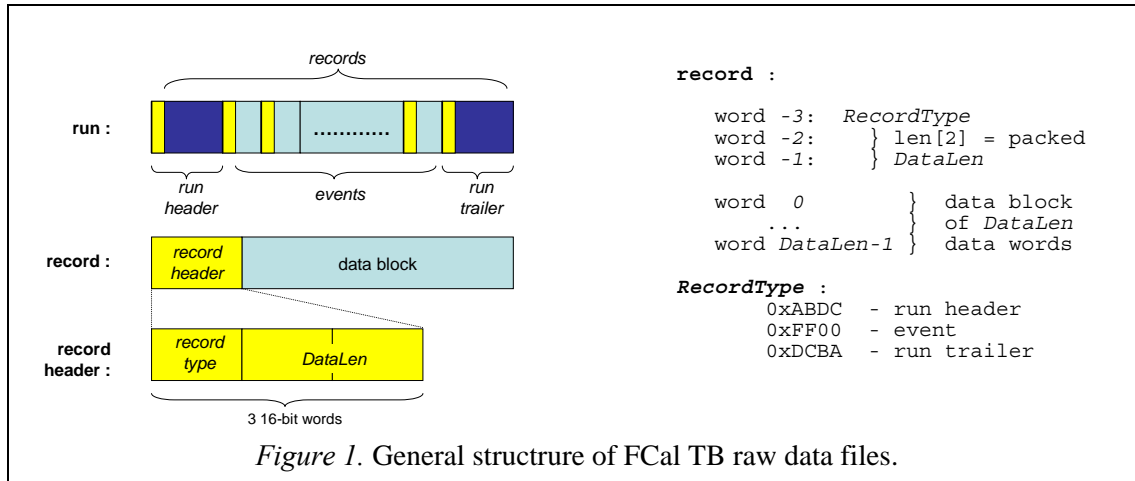 records
run :
............
run
header
events
run
trailer
record :
record
header
data block
record
header :
record
type
DataLen
3 16-bit words
record :
word -3: RecordType
word -2: } len[2] = packed
word -1: } DataLen
word 0 } data block
... } of DataLen
word DataLen-1 } data words
RecordType :
0xABDC - run header
0xFF00 - event
0xDCBA - run trailer
Figure 1. General structrure of FCal TB raw data files.